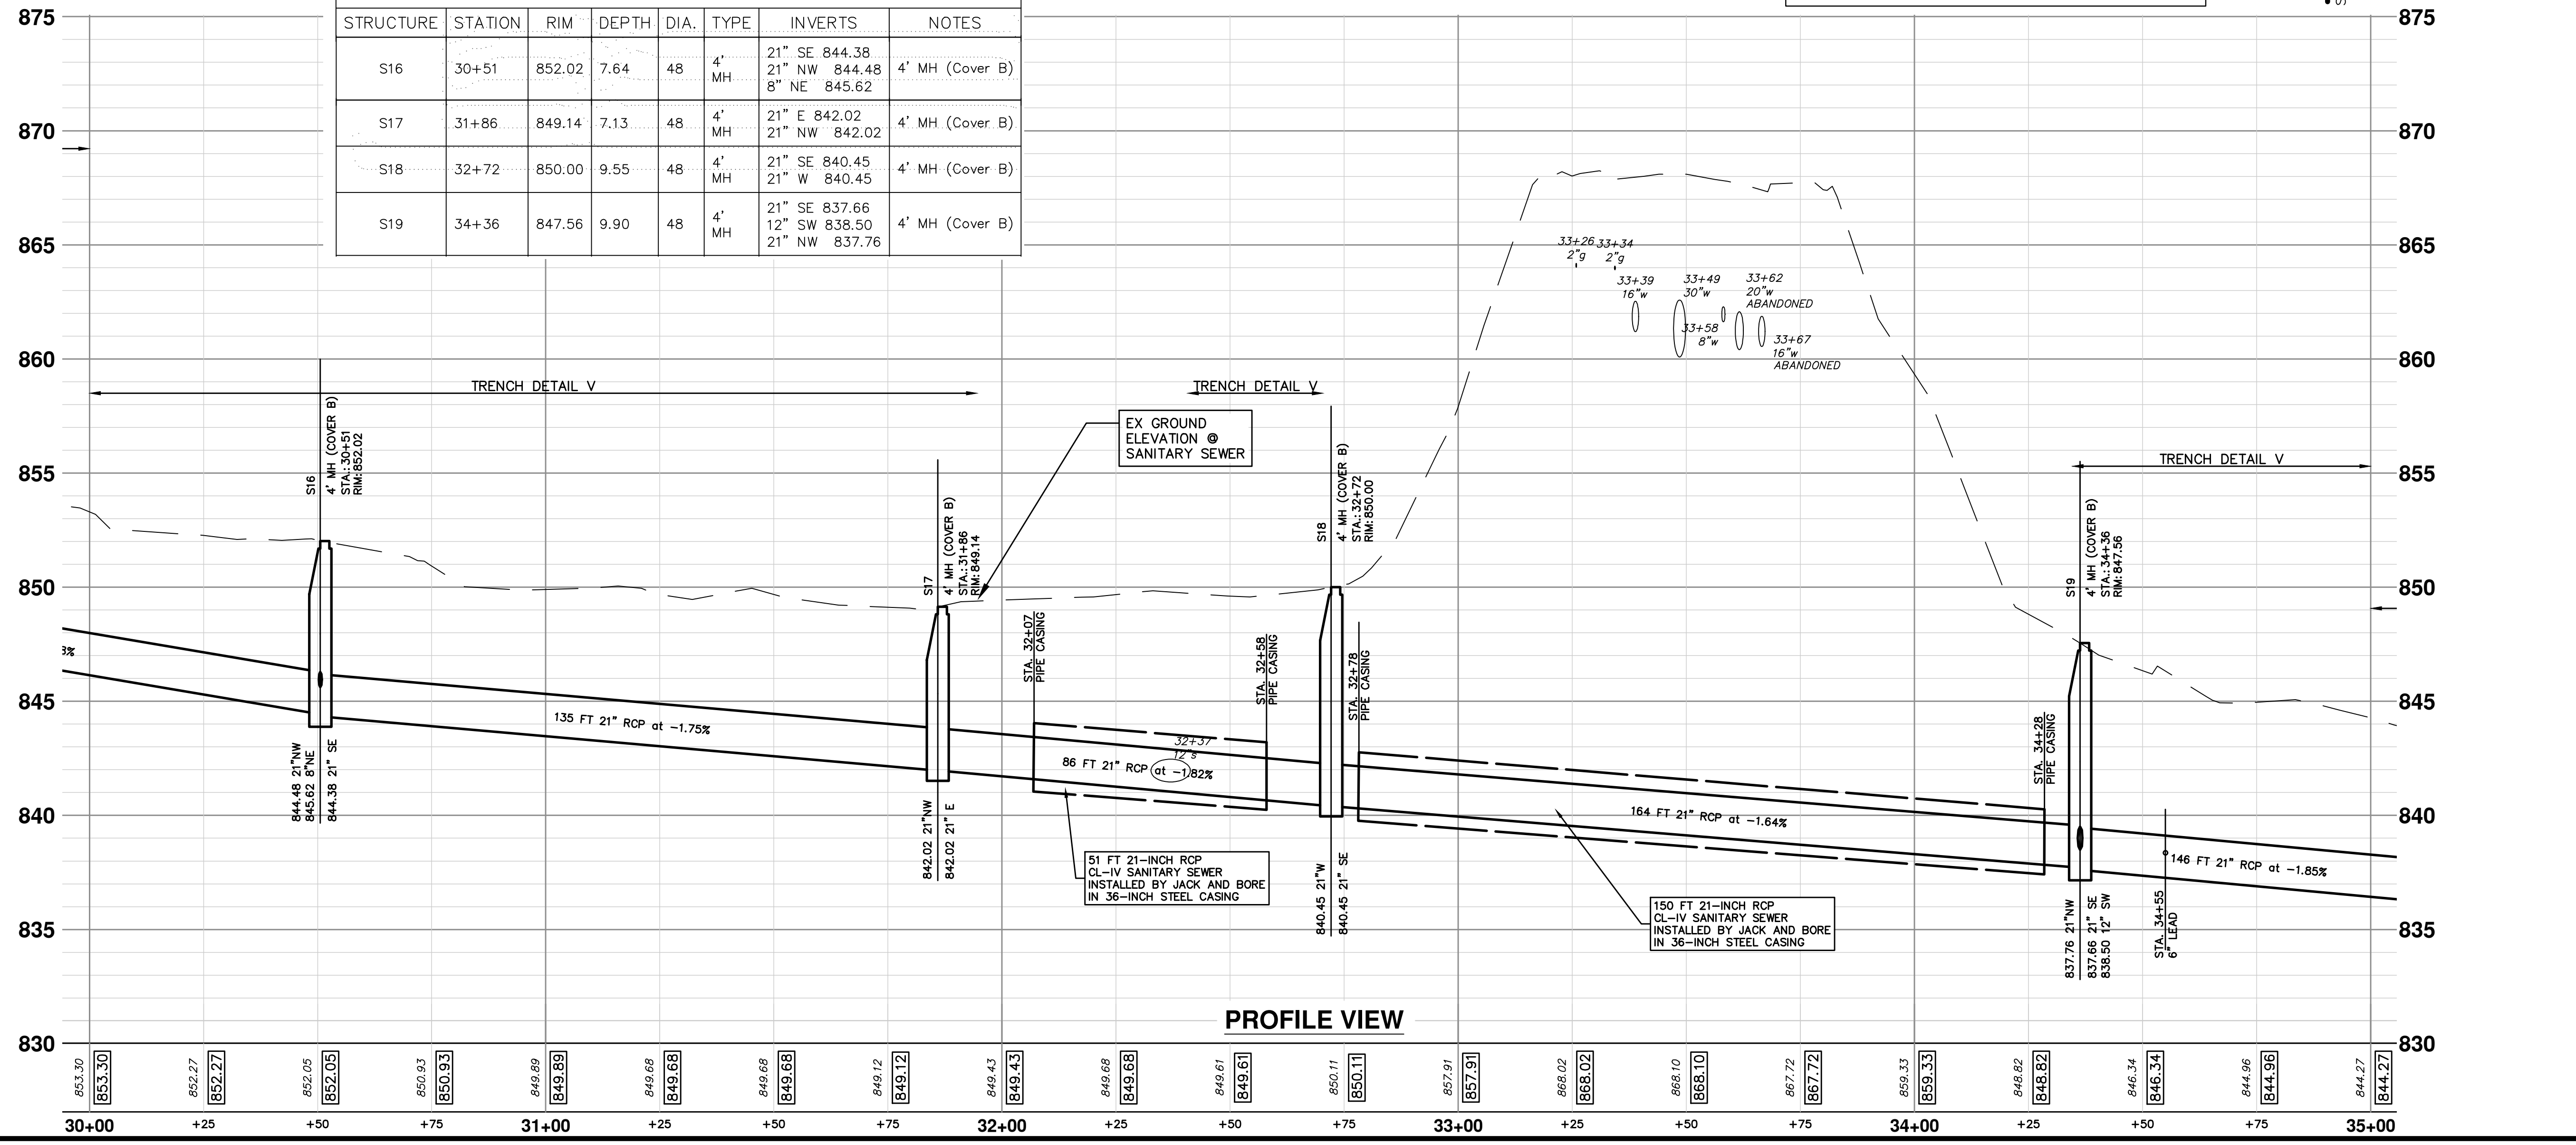 875
STRUCTURE STATION RIM DEPTH DIA. TYPE INVERTS NOTES
S16 30+51 852.02 7.64 48 4' MH 21" SE 844.38
21" NW 844.48
8" NE 845.62
4' MH (Cover B)
S17 31+86 849.14 7.13 48 4' MH 21" E 842.02
21" NW 842.02
4' MH (Cover B)
S18 32+72 850.00 9.55 48 4' MH 21" SE 840.45
21" W 840.45
4' MH (Cover B)
S19 34+36 847.56 9.90 48 4' MH 21" SE 837.66
12" SW 838.50
21" NW 837.76
4' MH (Cover B)
875
870
870
865
865
33+26
2"g
33+34
2"g
33+39
16"w
33+49
30"w
33+62
20"w
ABANDONED
33+58
8"w
33+67
16"w
ABANDONED
860
860
TRENCH DETAIL V
TRENCH DETAIL V
TRENCH DETAIL V
EX GROUND
ELEVATION @
SANITARY SEWER
855
855
S16
4' MH (COVER B)
STA.:30+51
RIM:852.02
S17
4' MH (COVER B)
STA.:31+86
RIM:849.14
S18
4' MH (COVER B)
STA.:32+72
RIM:850.00
S19
4' MH (COVER B)
STA.:34+36
RIM:847.56
850
850
STA. 32+07
PIPE CASING
STA. 32+58
PIPE CASING
STA. 32+78
PIPE CASING
STA. 34+28
PIPE CASING
8%
845
845
135 FT 21" RCP at -1.75%
32+37
12"s
86 FT 21" RCP at -1.82%
164 FT 21" RCP at -1.64%
146 FT 21" RCP at -1.85%
840
840
844.48 21"NW
845.62 8"NE
844.38 21" SE
842.02 21"NW
842.02 21" E
840.45 21"W
840.45 21" SE
837.76 21"NW
837.66 21" SE
838.50 12" SW
STA. 34+55
6" LEAD
51 FT 21-INCH RCP
CL-IV SANITARY SEWER
INSTALLED BY JACK AND BORE
IN 36-INCH STEEL CASING
150 FT 21-INCH RCP
CL-IV SANITARY SEWER
INSTALLED BY JACK AND BORE
IN 36-INCH STEEL CASING
835
835
PROFILE VIEW
830
830
853.30 853.30 852.27 852.27 852.05 852.05 850.93 850.93 849.89 849.89 849.68 849.68 849.68 849.68 849.12 849.12 849.43 849.43 849.68 849.68 849.61 849.61 850.11 850.11 857.91 857.91 868.02 868.02 868.10 868.10 867.72 867.72 859.33 859.33 848.82 848.82 846.34 846.34 844.96 844.96 844.27 844.27
30+00 +25 +50 +75 31+00 +25 +50 +75 32+00 +25 +50 +75 33+00 +25 +50 +75 34+00 +25 +50 +75 35+00